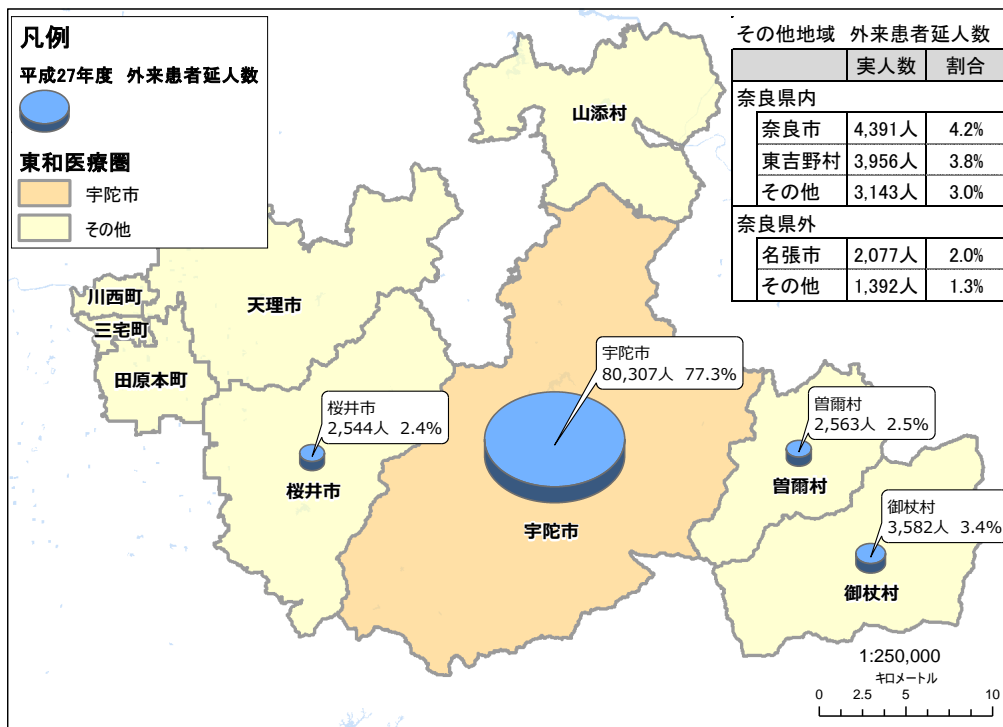 凡例
平成27年度 外来患者延人数
東和医療圏
宇陀市
その他
その他地域 外来患者延人数
実人数 割合
奈良県内
奈良市 4,391人 4.2%
東吉野村 3,956人 3.8%
その他 3,143人 3.0%
奈良県外
名張市 2,077人 2.0%
その他 1,392人 1.3%
山添村
川西町
三宅町
田原本町
天理市
宇陀市
80,307人 77.3%
桜井市
2,544人 2.4%
曽爾村
2,563人 2.5%
桜井市
宇陀市
曽爾村
御杖村
3,582人 3.4%
御杖村
1:250,000
キロメートル
0 2.5 5 10